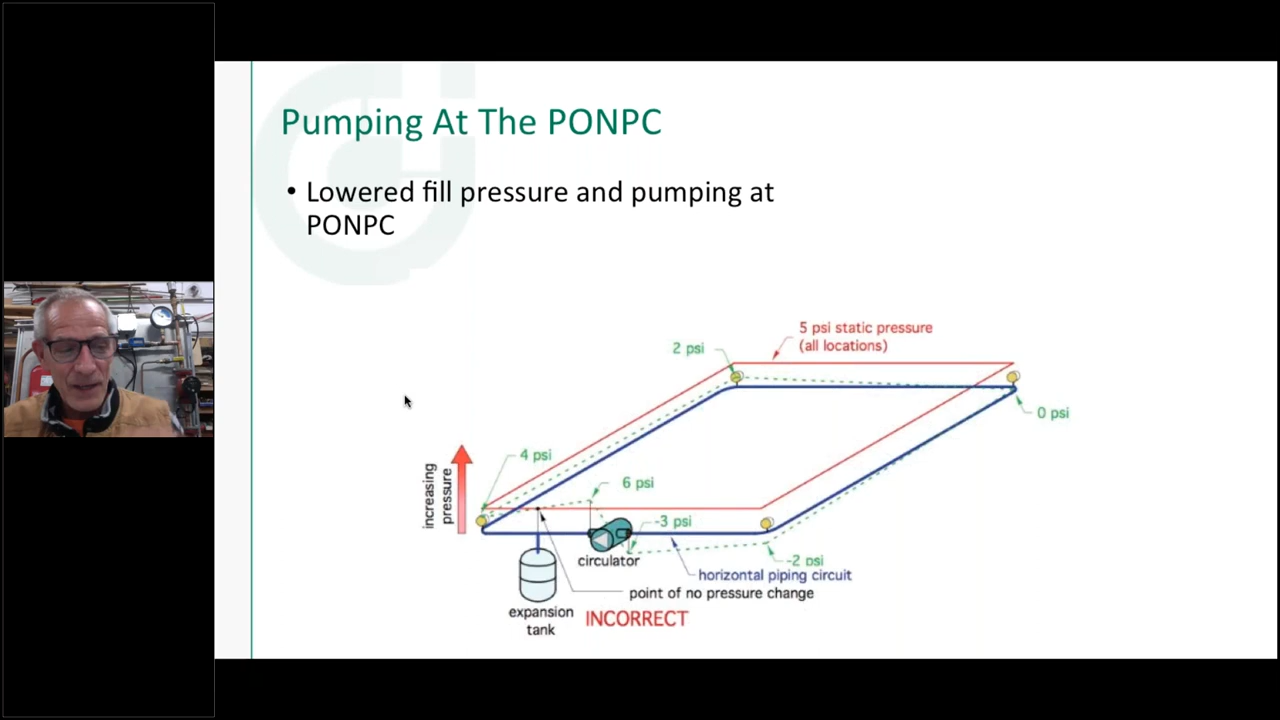 Pumping At The PONPC
• Lowered fill pressure and pumping at
PONPC
5 psi static pressure
(all locations)
2 psi
0 psi
4 psi
6 psi
increasing
pressure
-3 psi
-2 psi
circulator
horizontal piping circuit
point of no pressure change
expansion
tank
INCORRECT